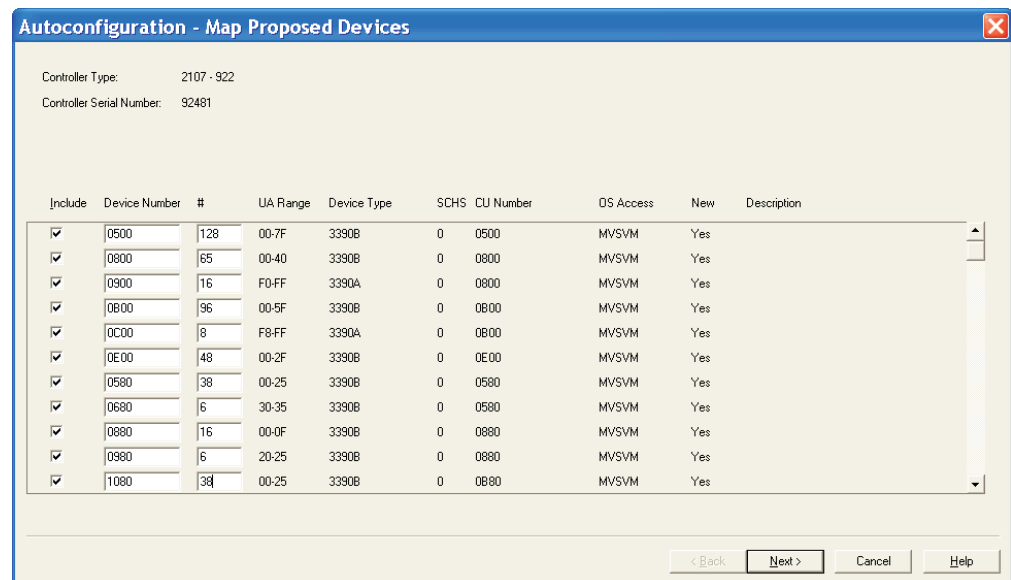 Autoconfiguration - Map Proposed Devices
Controller Type: 2107 - 922
Controller Serial Number: 92481
Include Device Number # UA Range Device Type SCHS CU Number OS Access New Description
0500 128 00-7F 3390B 0 0500 MVSVM Yes
0800 65 00-40 3390B 0 0800 MVSVM Yes
0900 16 F0-FF 3390A 0 0800 MVSVM Yes
0B00 96 00-5F 3390B 0 0B00 MVSVM Yes
0C00 8 F8-FF 3390A 0 0B00 MVSVM Yes
0E00 48 00-2F 3390B 0 0E00 MVSVM Yes
0580 38 00-25 3390B 0 0580 MVSVM Yes
0680 6 30-35 3390B 0 0580 MVSVM Yes
0880 16 00-0F 3390B 0 0880 MVSVM Yes
0980 6 20-25 3390B 0 0880 MVSVM Yes
1080 38 00-25 3390B 0 0B80 MVSVM Yes
< Back Next > Cancel Help